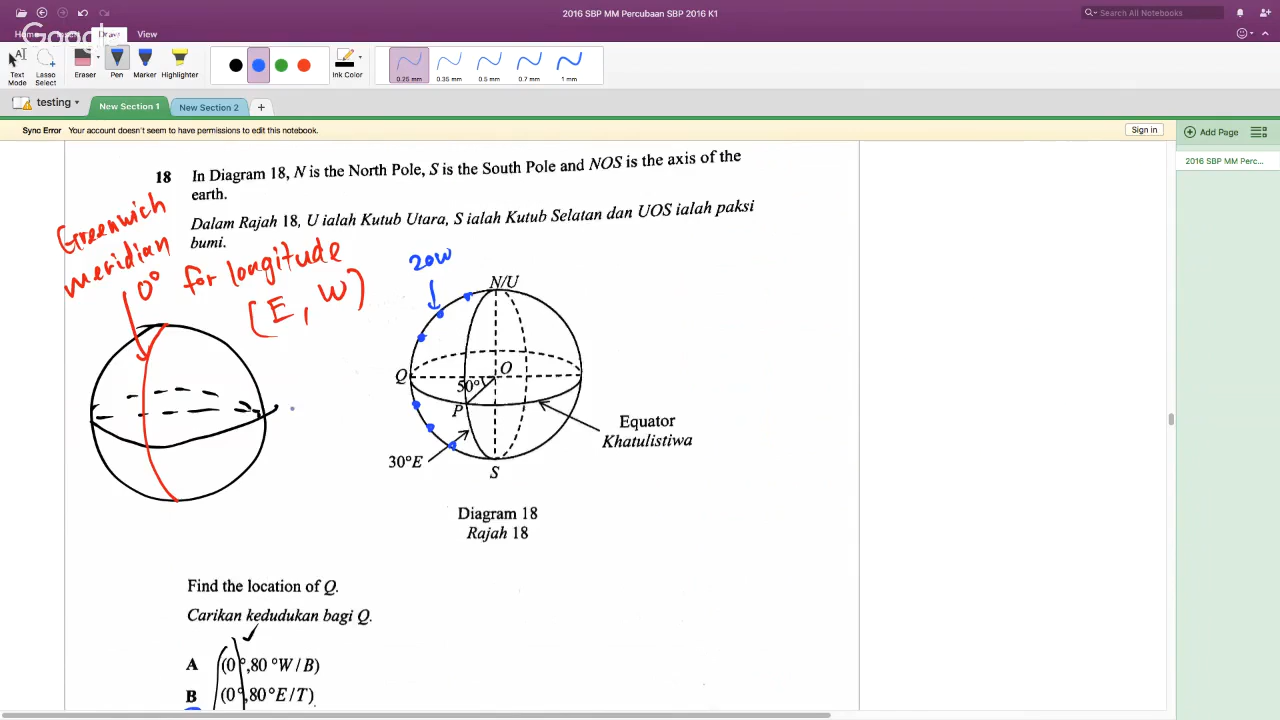 2016 SBP MM Percubaan SBP 2016 K1
Search All Notebooks
Google
Home Insert Draw View
Text Mode
Lasso Select
Eraser
Pen
Marker
Highlighter
Ink Color
0.25 mm
0.35 mm
0.5 mm
0.7 mm
1 mm
testing
New Section 1
New Section 2
+
Sync Error Your account doesn't seem to have permissions to edit this notebook.
Sign in
Add Page
2016 SBP MM Perc...
18 In Diagram 18, N is the North Pole, S is the South Pole and NOS is the axis of the
earth.
Dalam Rajah 18, U ialah Kutub Utara, S ialah Kutub Selatan dan UOS ialah paksi
bumi.
Greenwich
meridian
0° for longitude
(E, W)
20W
N/U
Q
O
50°
P
30°E
S
Equator
Khatulistiwa
Diagram 18
Rajah 18
Find the location of Q.
Carikan kedudukan bagi Q.
A (0°,80 °W / B)
B (0°,80°E / T)